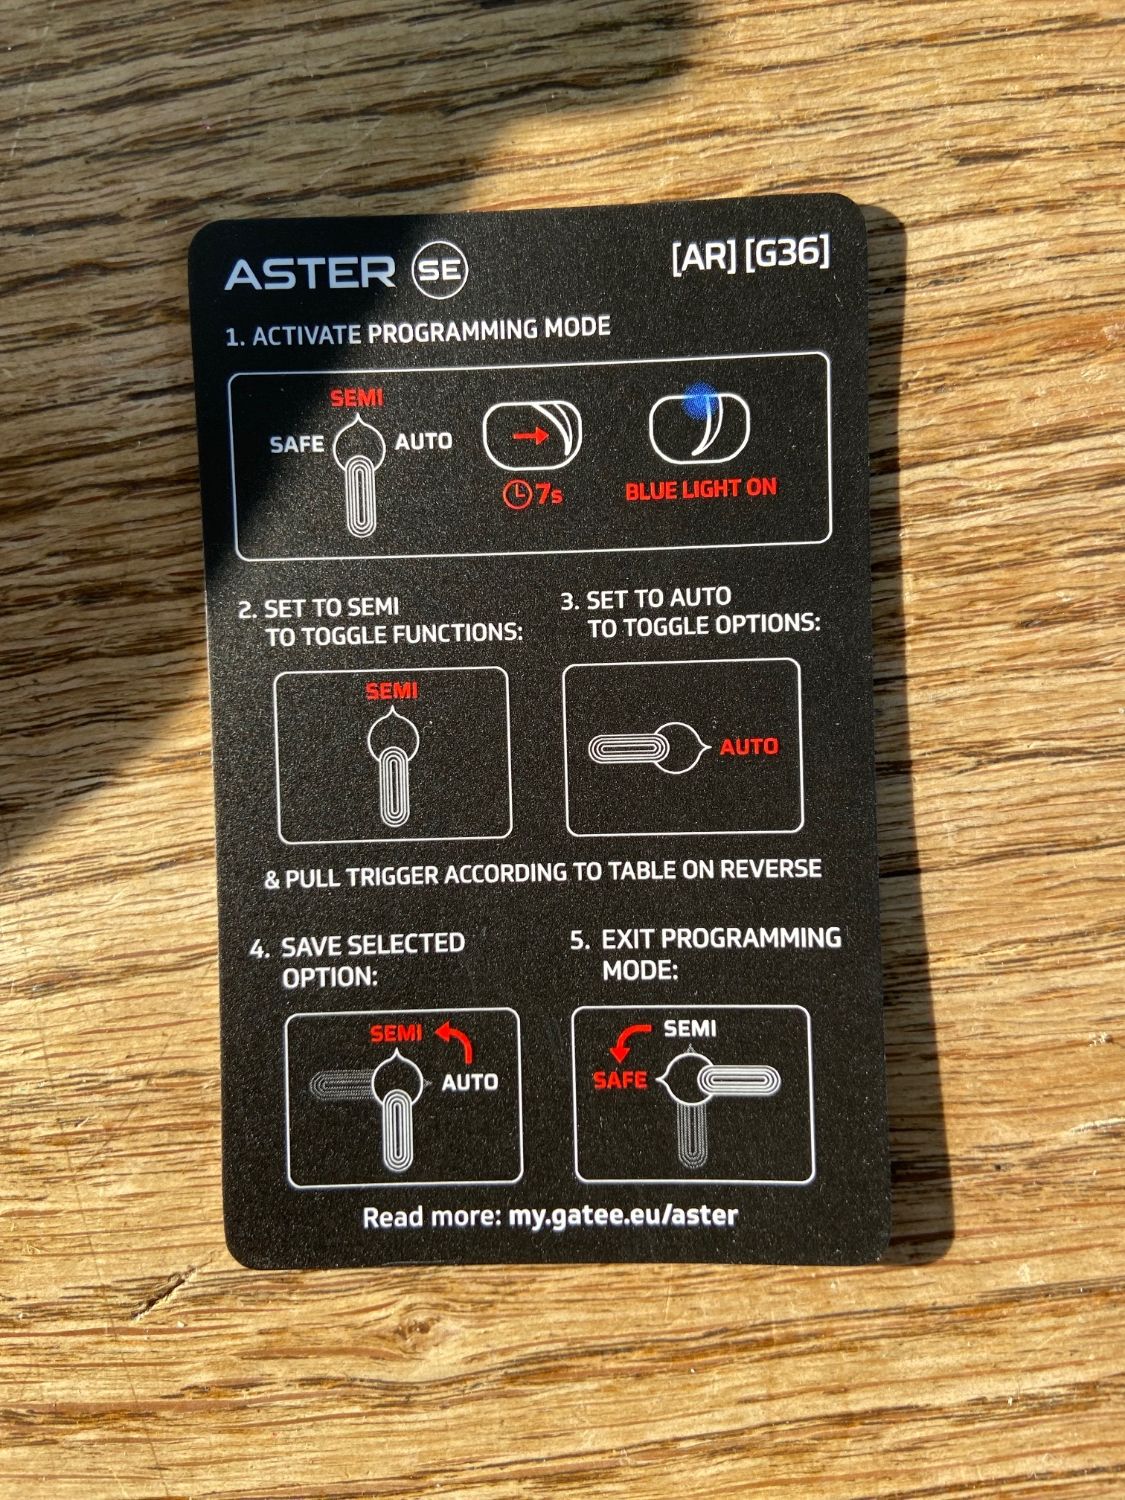 ASTER SE [AR] [G36]
1. ACTIVATE PROGRAMMING MODE
SEMI
SAFE AUTO
7s
BLUE LIGHT ON
2. SET TO SEMI
TO TOGGLE FUNCTIONS:
3. SET TO AUTO
TO TOGGLE OPTIONS:
SEMI
AUTO
& PULL TRIGGER ACCORDING TO TABLE ON REVERSE
4. SAVE SELECTED
OPTION:
SEMI
AUTO
5. EXIT PROGRAMMING
MODE:
SEMI
SAFE
Read more: my.gatee.eu/aster